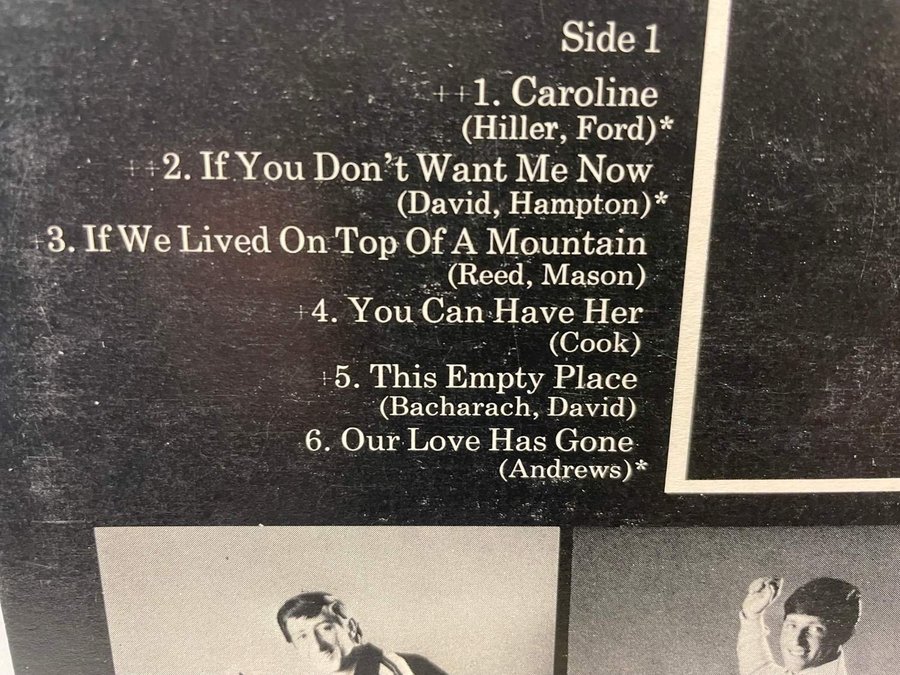 Side 1
++1. Caroline
(Hiller, Ford)*
++2. If You Don't Want Me Now
(David, Hampton)*
+3. If We Lived On Top Of A Mountain
(Reed, Mason)
+4. You Can Have Her
(Cook)
+5. This Empty Place
(Bacharach, David)
6. Our Love Has Gone
(Andrews)*